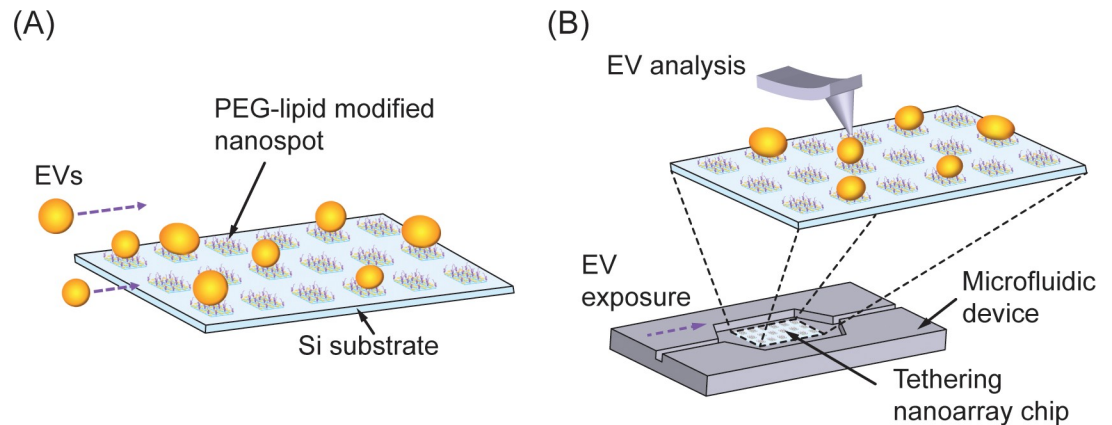 (A)
PEG-lipid modified
nanospot
EVs
Si substrate
(B)
EV analysis
EV
exposure
Microfluidic
device
Tethering
nanoarray chip